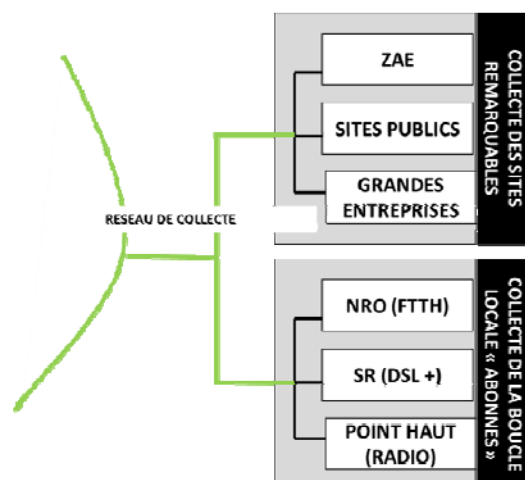 RESEAU DE COLLECTE
ZAE
SITES PUBLICS
GRANDES
ENTREPRISES
COLLECTE DES SITES
REMARQUABLES
NRO (FTTH)
SR (DSL +)
POINT HAUT
(RADIO)
COLLECTE DE LA BOUCLE
LOCALE « ABONNES »